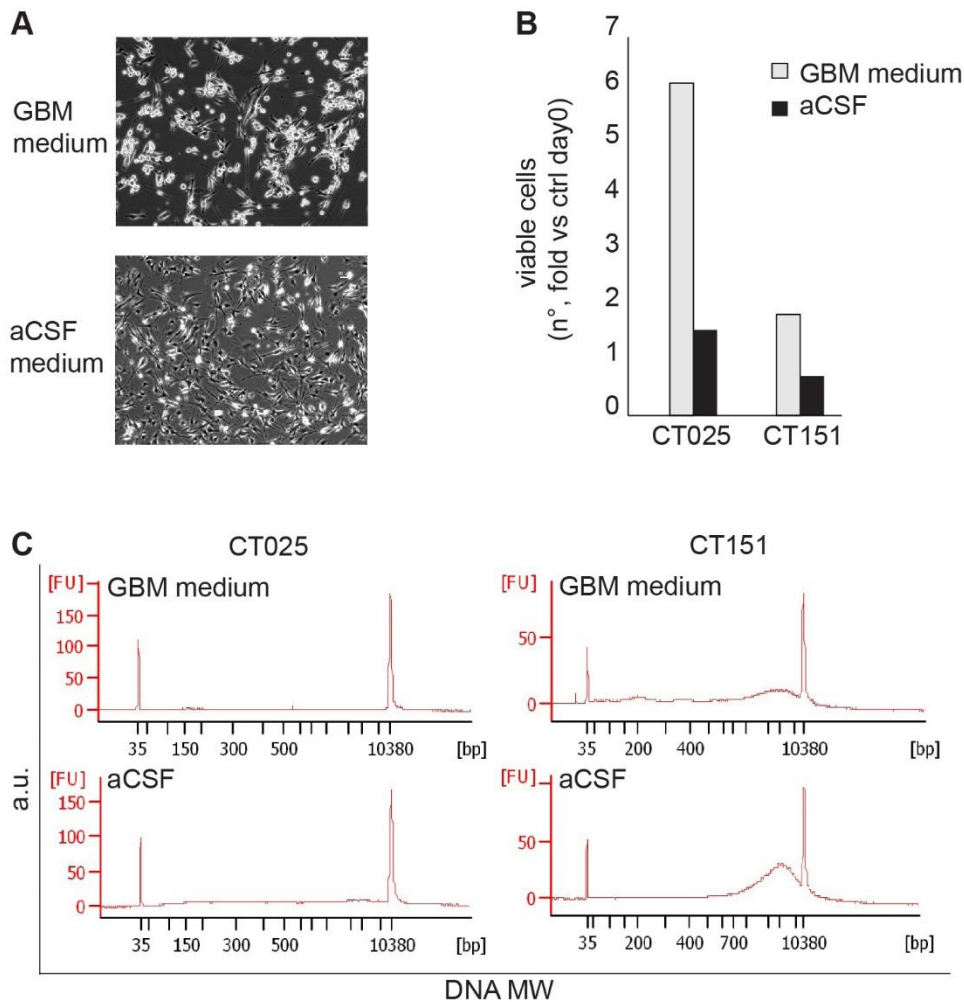 A
GBM
medium
aCSF
medium
B
7
6
5
4
3
2
1
0
viable cells
(n°, fold vs ctrl day0)
GBM medium
aCSF
CT025
CT151
C
CT025
CT151
[FU]
GBM medium
150
100
50
0
35 150 300 500 10380 [bp]
[FU]
GBM medium
50
0
35 200 400 10380 [bp]
[FU]
aCSF
150
100
50
0
35 150 300 500 10380 [bp]
[FU]
aCSF
50
0
35 200 400 700 10380 [bp]
a.u.
DNA MW